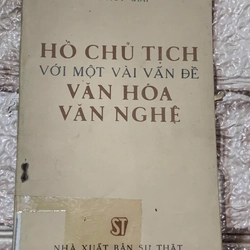 HỒ CHỦ TỊCH
VỚI MỘT VÀI VẤN ĐỀ
VĂN HÓA
VĂN NGHỆ
ST
NHÀ XUẤT BẢN SỰ THẬT